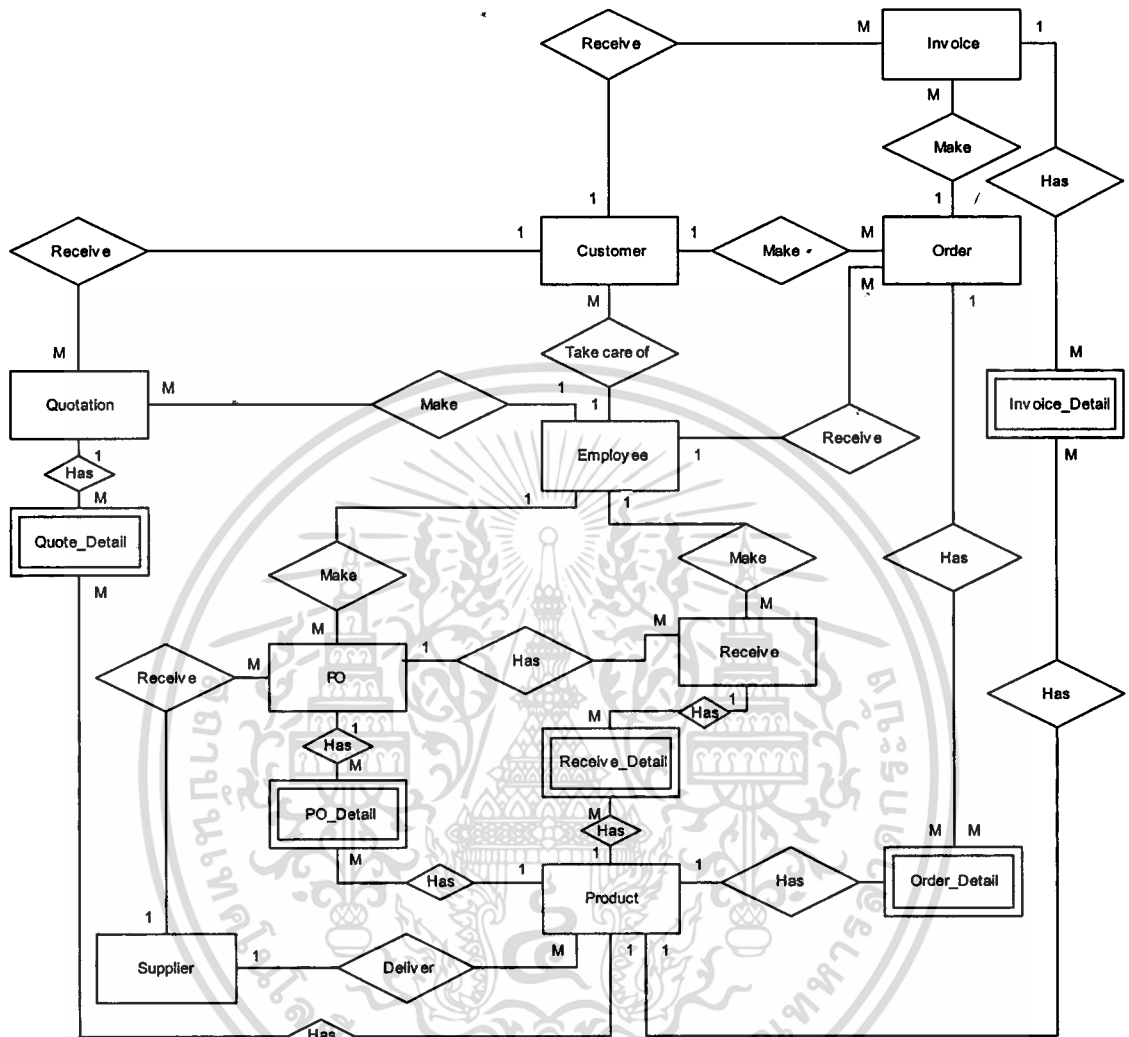 M
Invoice
1
Receive
M
Make
Has
1
1
Receive
1
Customer
1
Make
M
Order
M
M
1
Take care of
M
M
Quotation
M
Make
1
1
Invoice_Detail
Employee
Receive
1
M
1
Has
M
1
1
Quote_Detail
Make
Make
Has
M
M
M
Receive
M
PO
1
Has
M
Receive
Has
1
Has
M
Has
1
M
Receive_Detail
PO_Detail
M
Has
M
M
M
1
Has
1
Product
1
Has
Order_Detail
1
Supplier
1
Deliver
M
1
1
Has